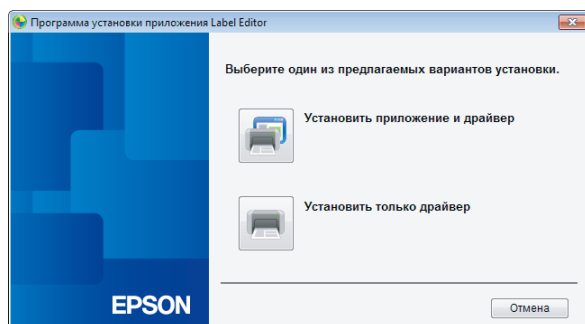 Программа установки приложения Label Editor
Выберите один из предлагаемых вариантов установки.
Установить приложение и драйвер
Установить только драйвер
EPSON
Отмена